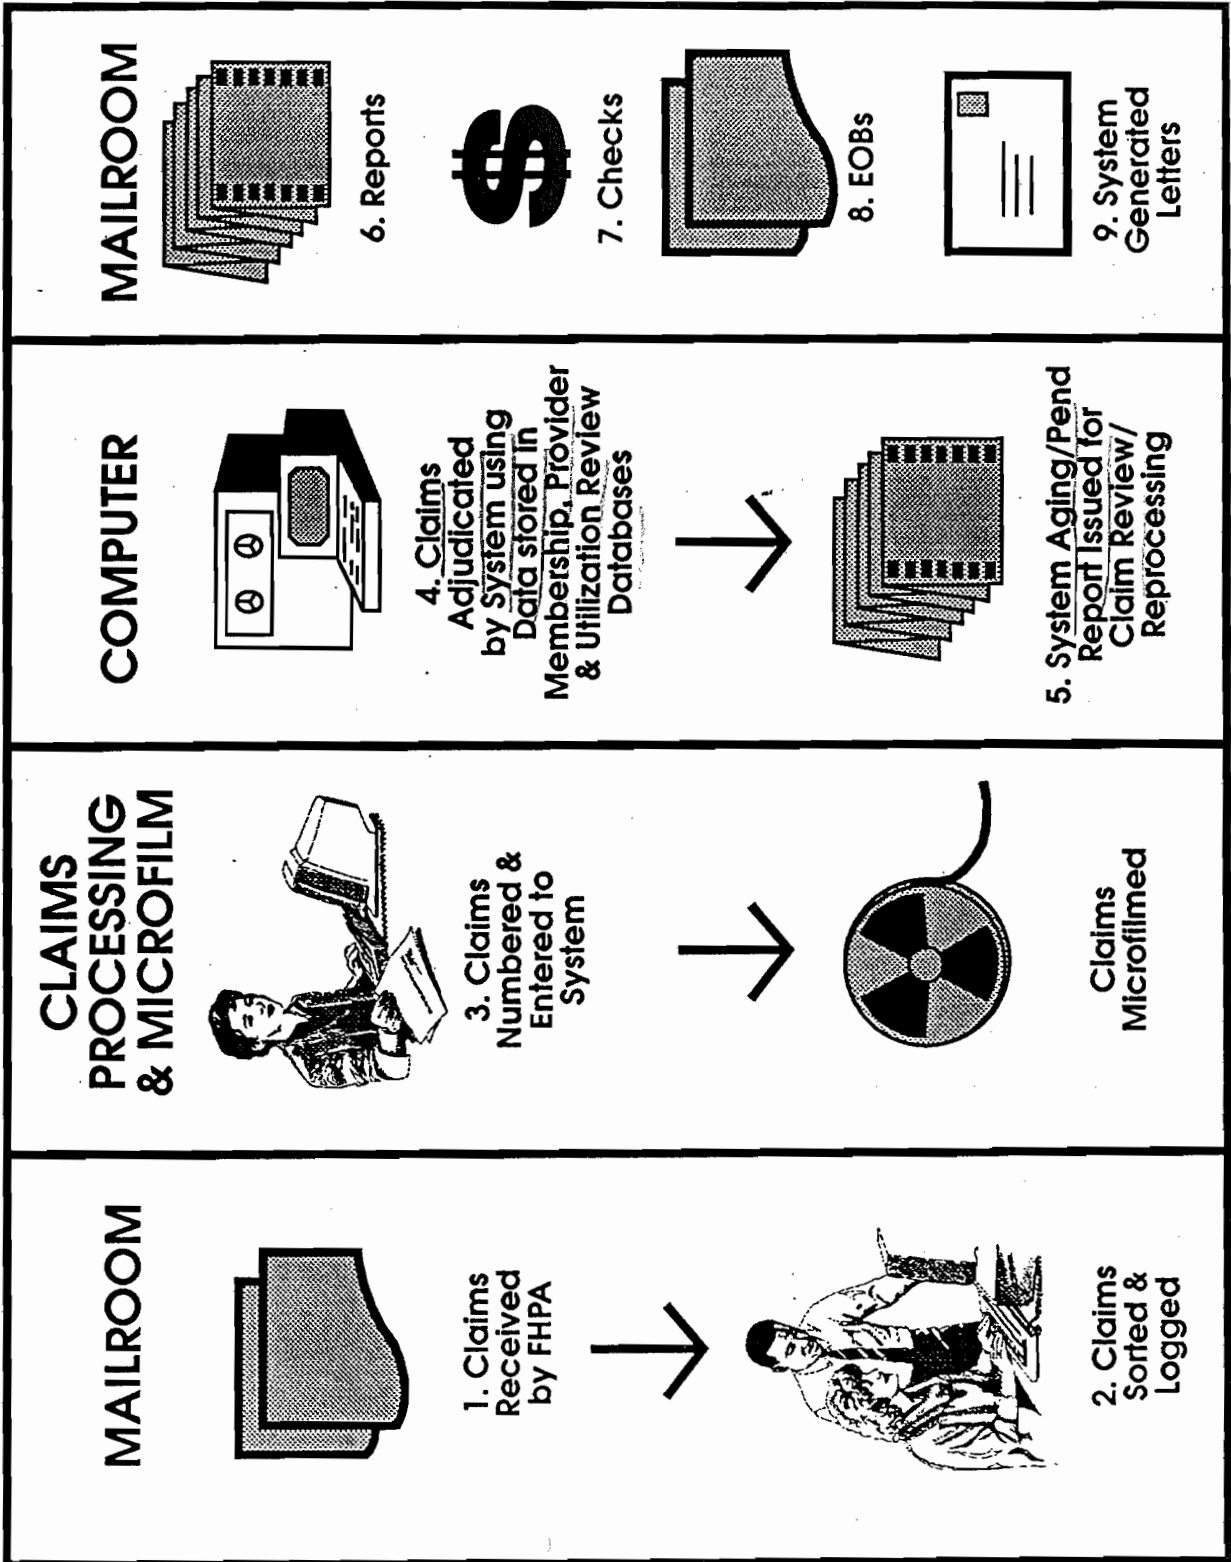 MAILROOM
1. Claims
Received
by FHPA
2. Claims
Sorted &
Logged
CLAIMS
PROCESSING
& MICROFILM
3. Claims
Numbered &
Entered to
System
Claims
Microfilmed
COMPUTER
4. Claims
Adjudicated
by System using
Data stored in
Membership, Provider
& Utilization Review
Databases
5. System Aging/Pend
Report Issued for
Claim Review/
Reprocessing
MAILROOM
6. Reports
$
7. Checks
8. EOBs
9. System
Generated
Letters